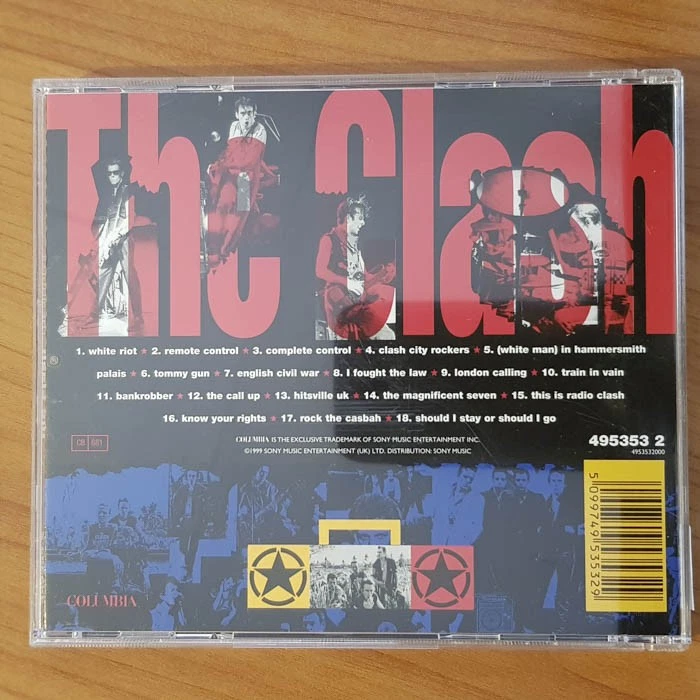 The Clash
1. white riot ★ 2. remote control ★ 3. complete control ★ 4. clash city rockers ★ 5. (white man) in hammersmith
palais ★ 6. tommy gun ★ 7. english civil war ★ 8. I fought the law ★ 9. london calling ★ 10. train in vain
11. bankrobber ★ 12. the call up ★ 13. hitsville uk ★ 14. the magnificent seven ★ 15. this is radio clash
16. know your rights ★ 17. rock the casbah ★ 18. should I stay or should I go
CB 681
COLUMBIA IS THE EXCLUSIVE TRADEMARK OF SONY MUSIC ENTERTAINMENT INC.
©1999 SONY MUSIC ENTERTAINMENT (UK) LTD. DISTRIBUTION: SONY MUSIC
495353 2
4953532000
5 099749 535329
COLUMBIA